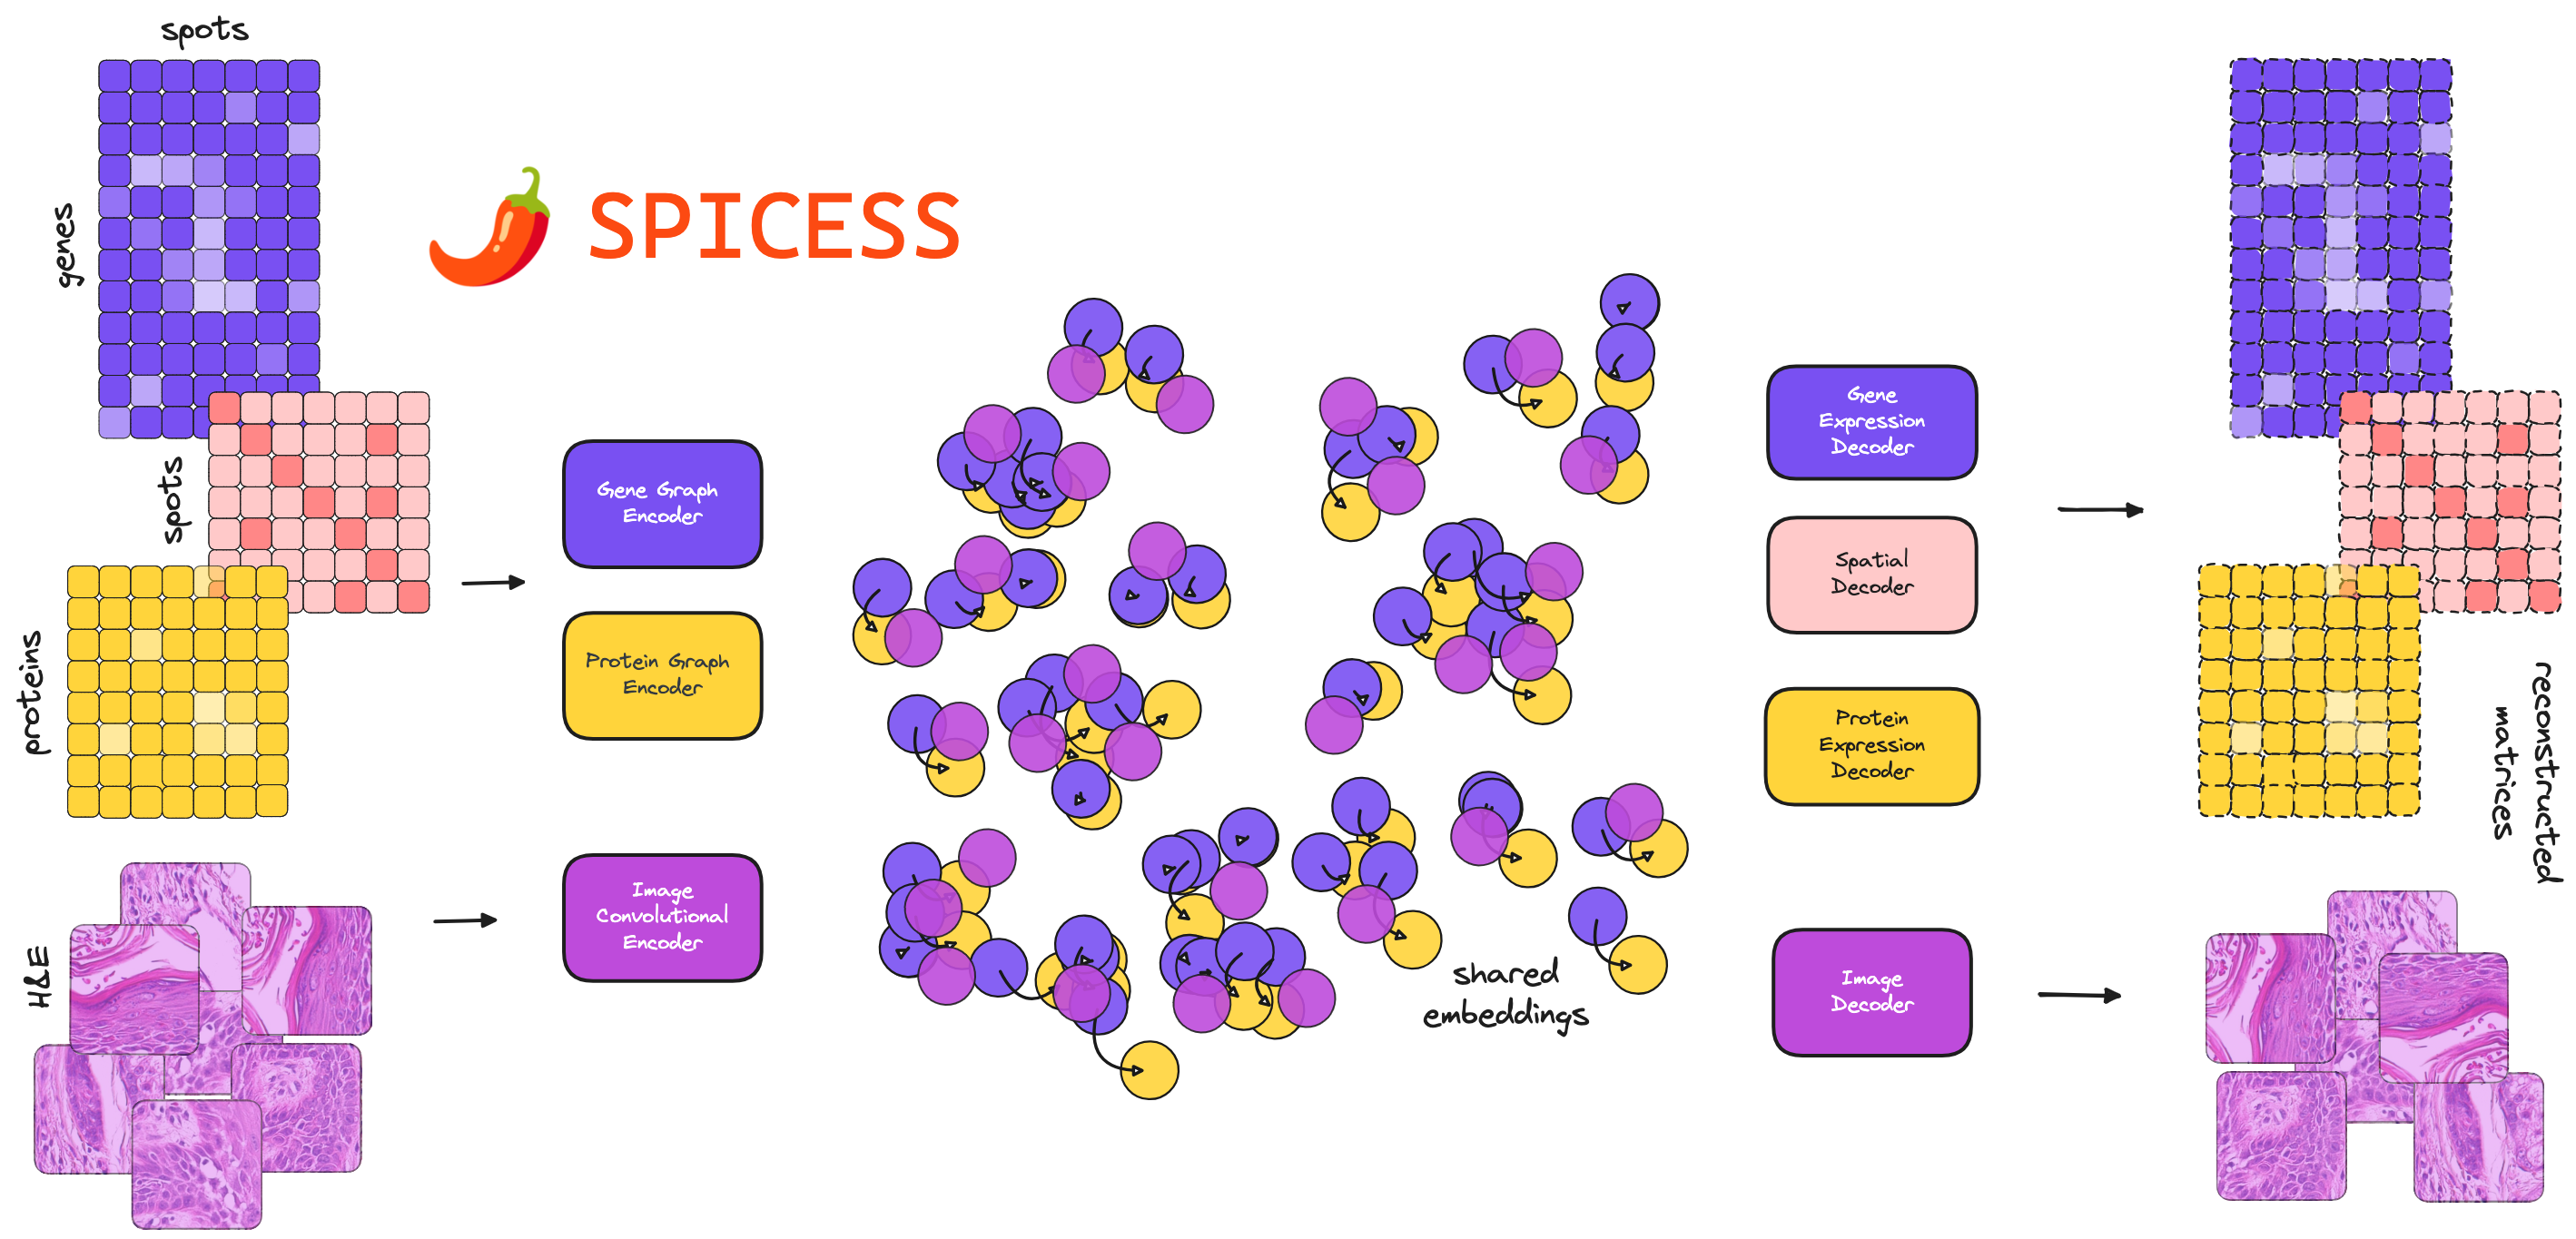 spots
genes
spots
proteins
H&E
SPICESS
Gene Graph
Encoder
Protein Graph
Encoder
Image
Convolutional
Encoder
shared
embeddings
Gene
Expression
Decoder
Spatial
Decoder
Protein
Expression
Decoder
Image
Decoder
reconstructed
matrices